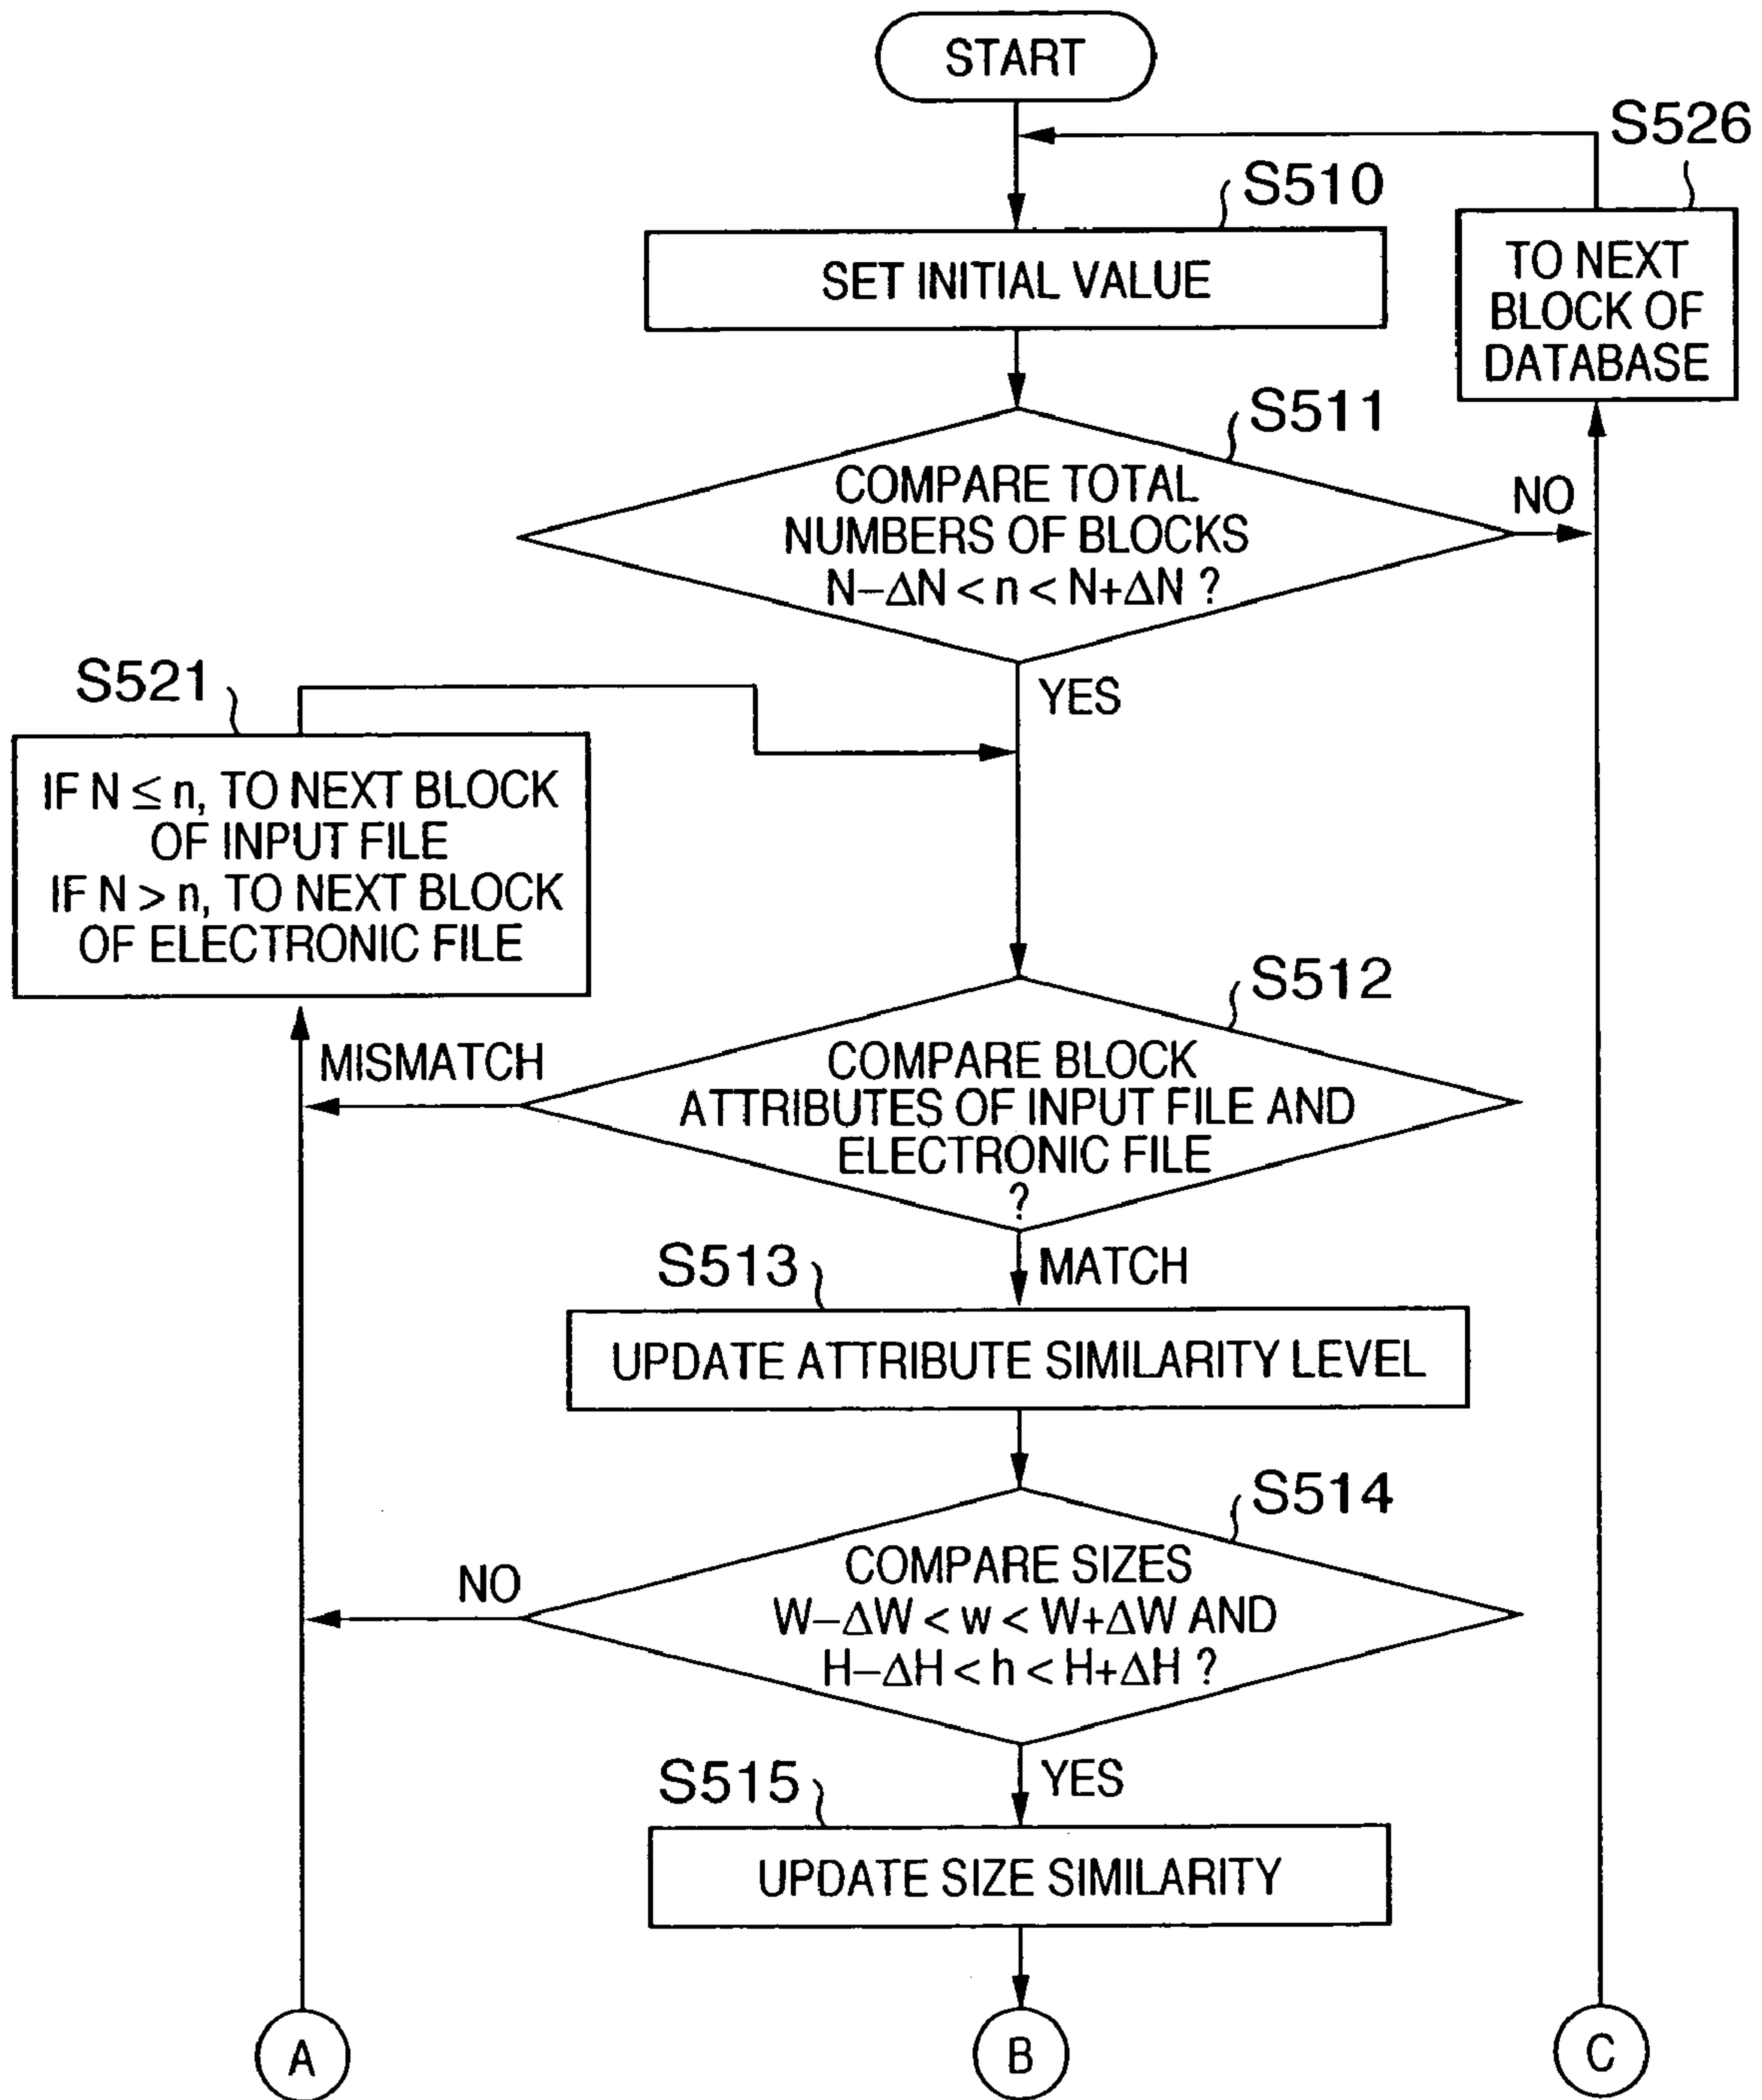 START
S526
S510
SET INITIAL VALUE
TO NEXT
BLOCK OF
DATABASE
S511
COMPARE TOTAL
NUMBERS OF BLOCKS
N−ΔN < n < N+ΔN ?
NO
YES
S521
IF N ≤ n, TO NEXT BLOCK
OF INPUT FILE
IF N > n, TO NEXT BLOCK
OF ELECTRONIC FILE
S512
MISMATCH
COMPARE BLOCK
ATTRIBUTES OF INPUT FILE AND
ELECTRONIC FILE
?
MATCH
S513
UPDATE ATTRIBUTE SIMILARITY LEVEL
S514
COMPARE SIZES
W−ΔW < w < W+ΔW AND
H−ΔH < h < H+ΔH ?
NO
YES
S515
UPDATE SIZE SIMILARITY
A
B
C